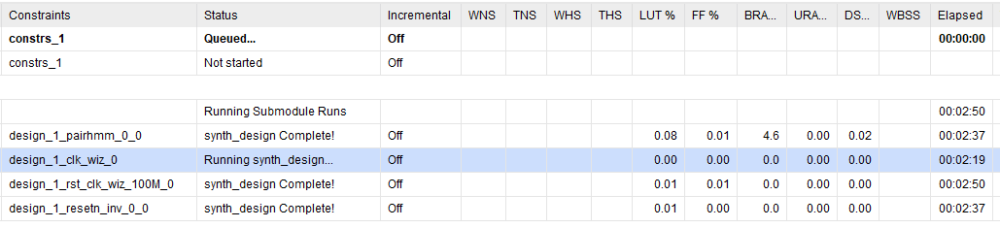 Constraints Status Incremental WNS TNS WHS THS LUT % FF % BRA... URA... DS... WBSS Elapsed
constrs_1 Queued... Off 00:00:00
constrs_1 Not started Off
Running Submodule Runs 00:02:50
design_1_pairhmm_0_0 synth_design Complete! Off 0.08 0.01 4.6 0.00 0.02 00:02:37
design_1_clk_wiz_0 Running synth_design... Off 0.00 0.00 0.0 0.00 0.00 00:02:19
design_1_rst_clk_wiz_100M_0 synth_design Complete! Off 0.01 0.01 0.0 0.00 0.00 00:02:50
design_1_resetn_inv_0_0 synth_design Complete! Off 0.01 0.00 0.0 0.00 0.00 00:02:37